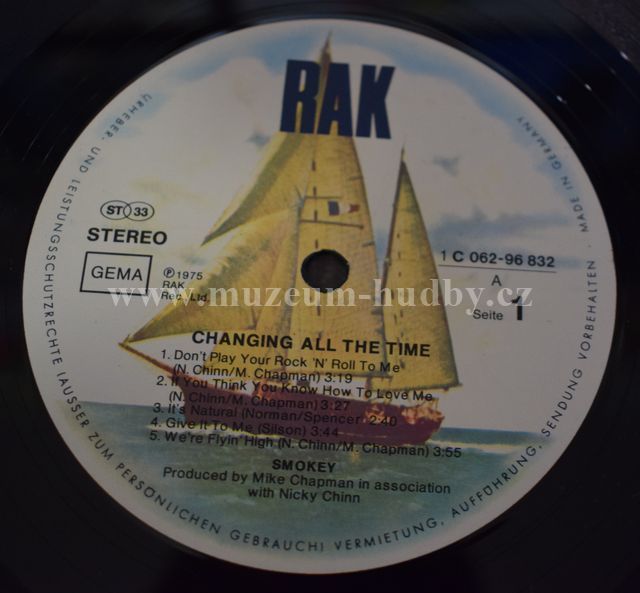 RAK
URHEBER- UND LEISTUNGSSCHUTZRECHTE (AUSSER ZUM PERSÖNLICHEN GEBRAUCH) VERMIETUNG, AUFFÜHRUNG, SENDUNG VORBEHALTEN · MADE IN GERMANY
ST 33
STEREO
GEMA
℗ 1975
RAK
Rec. Ltd.
1 C 062-96 832
A
Seite 1
www.muzeum-hudby.cz
CHANGING ALL THE TIME
1. Don't Play Your Rock 'N' Roll To Me
(N. Chinn/M. Chapman) 3:19
2. If You Think You Know How To Love Me
(N. Chinn/M. Chapman) 3:27
3. It's Natural (Norman/Spencer) 2:40
4. Give It To Me (Silson) 3:44
5. We're Flyin' High (N. Chinn/M. Chapman) 3:55
SMOKEY
Produced by Mike Chapman in association
with Nicky Chinn